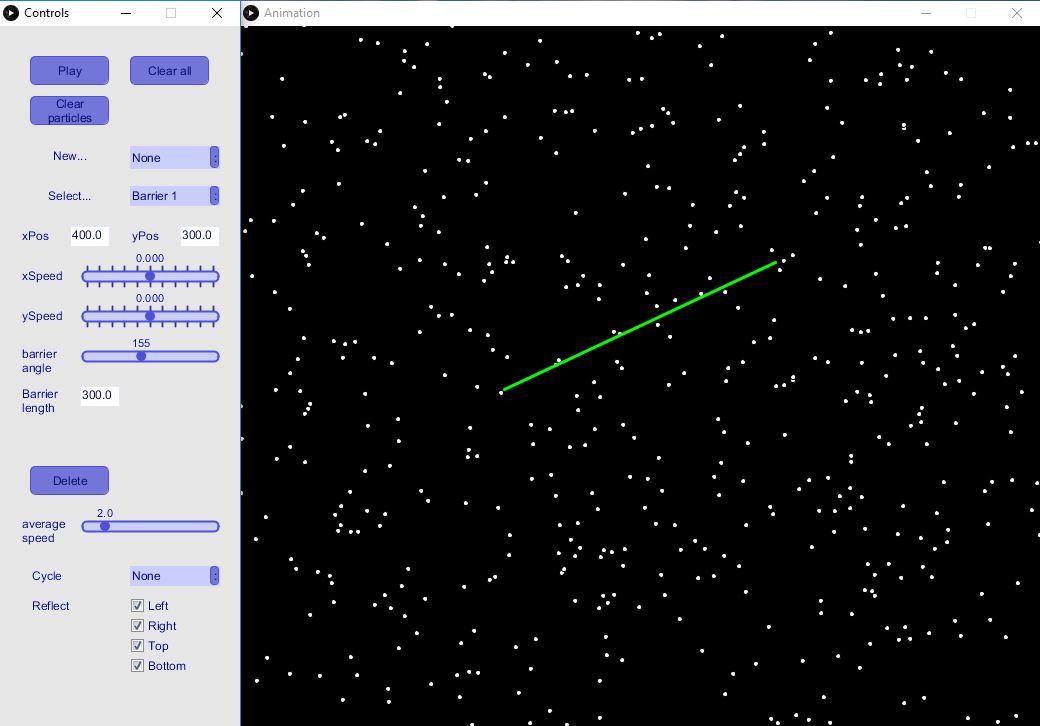 Controls
Animation
Play
Clear all
Clear
particles
New...
None
Select...
Barrier 1
xPos
400.0
yPos
300.0
0.000
xSpeed
0.000
ySpeed
155
barrier
angle
Barrier
length
300.0
Delete
2.0
average
speed
Cycle
None
Reflect
Left
Right
Top
Bottom